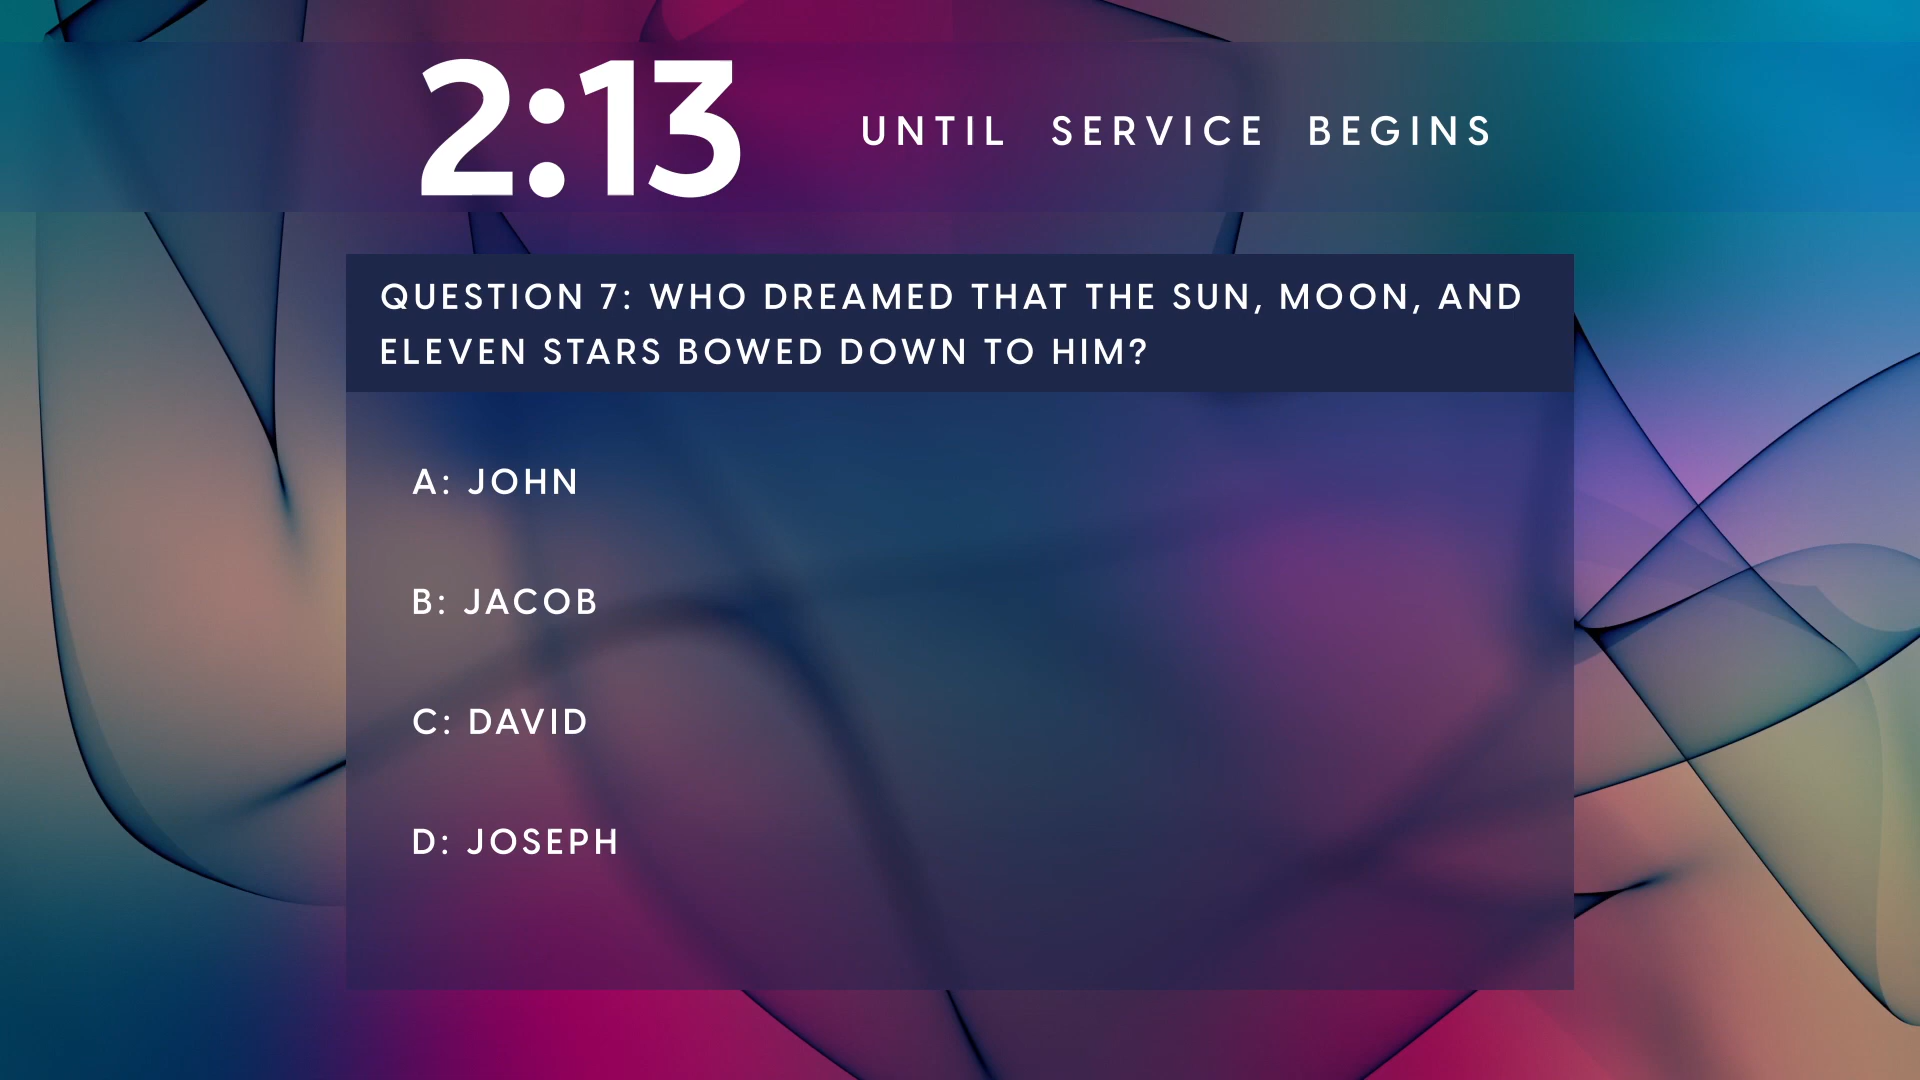 2:13 UNTIL SERVICE BEGINS
QUESTION 7: WHO DREAMED THAT THE SUN, MOON, AND
ELEVEN STARS BOWED DOWN TO HIM?
A: JOHN
B: JACOB
C: DAVID
D: JOSEPH